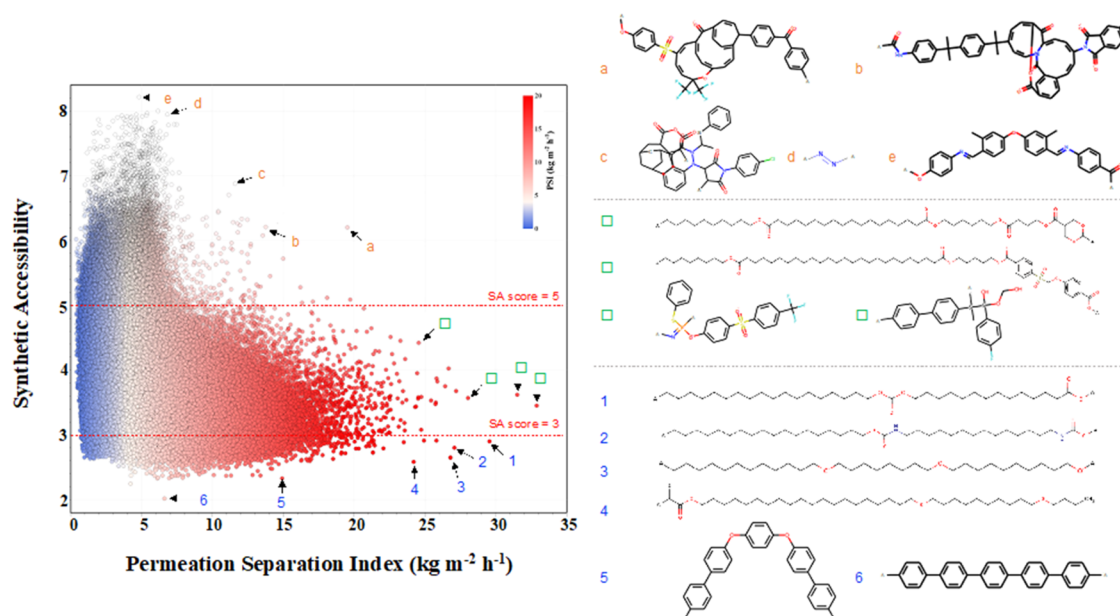 a
b
c
d
e
1
2
3
4
5
6
8
7
6
5
4
3
2
Synthetic Accessibility
e
d
c
b
a
SA score = 5
SA score = 3
1
2
3
4
5
6
20
15
10
5
0
PSI (kg m-2 h-1)
0 5 10 15 20 25 30 35
Permeation Separation Index (kg m-2 h-1)